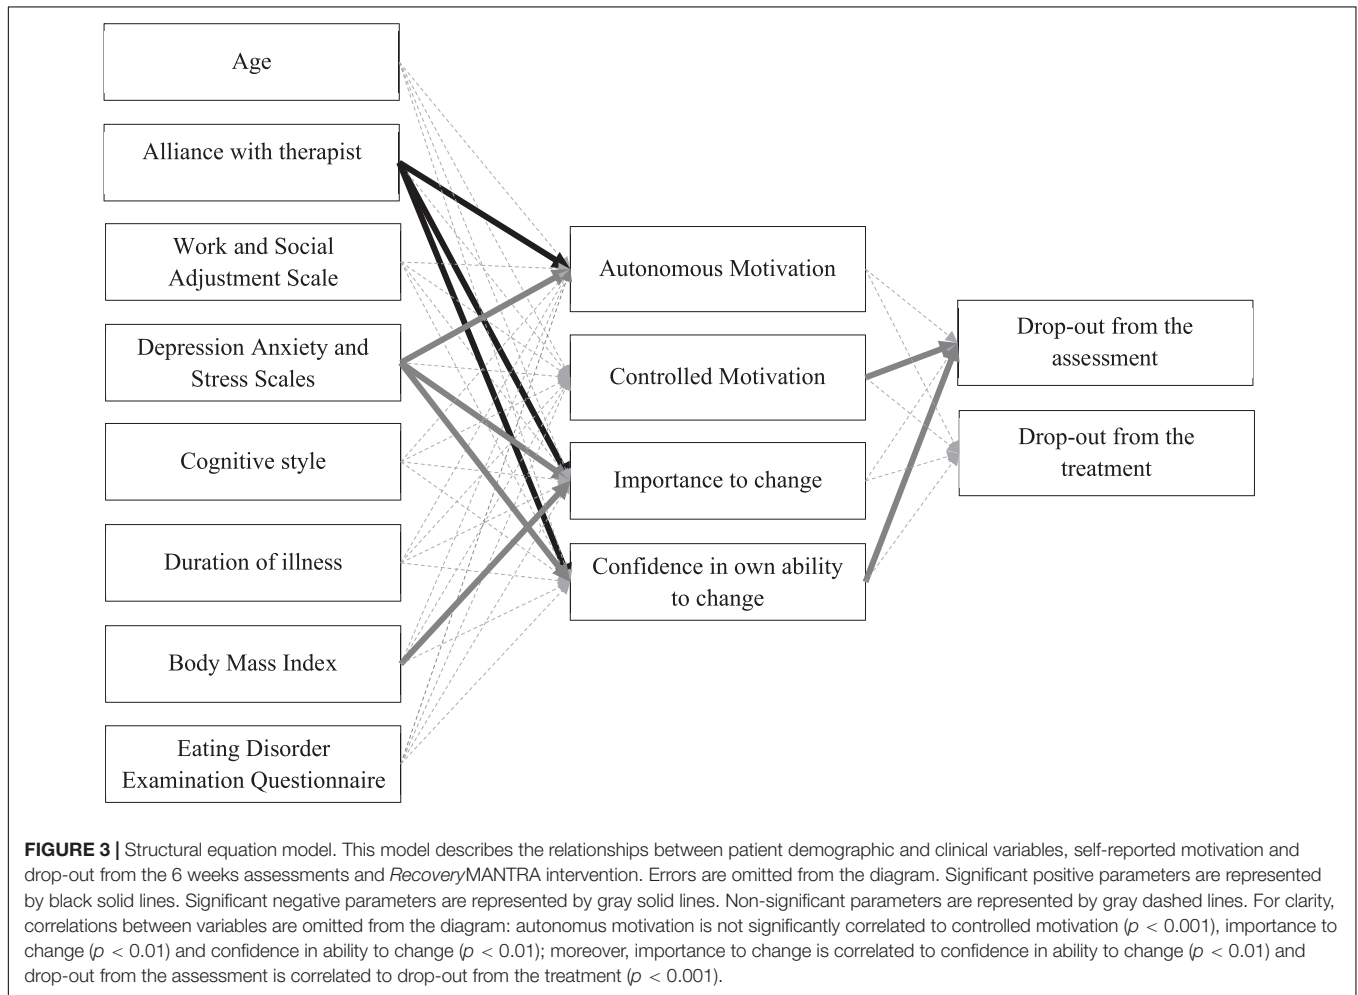 Age
Alliance with therapist
Work and Social
Adjustment Scale
Depression Anxiety and
Stress Scales
Cognitive style
Duration of illness
Body Mass Index
Eating Disorder
Examination Questionnaire
Autonomous Motivation
Controlled Motivation
Importance to change
Confidence in own ability
to change
Drop-out from the
assessment
Drop-out from the
treatment
FIGURE 3 | Structural equation model. This model describes the relationships between patient demographic and clinical variables, self-reported motivation and
drop-out from the 6 weeks assessments and RecoveryMANTRA intervention. Errors are omitted from the diagram. Significant positive parameters are represented
by black solid lines. Significant negative parameters are represented by gray solid lines. Non-significant parameters are represented by gray dashed lines. For clarity,
correlations between variables are omitted from the diagram: autonomus motivation is not significantly correlated to controlled motivation (p < 0.001), importance to
change (p < 0.01) and confidence in ability to change (p < 0.01); moreover, importance to change is correlated to confidence in ability to change (p < 0.01) and
drop-out from the assessment is correlated to drop-out from the treatment (p < 0.001).